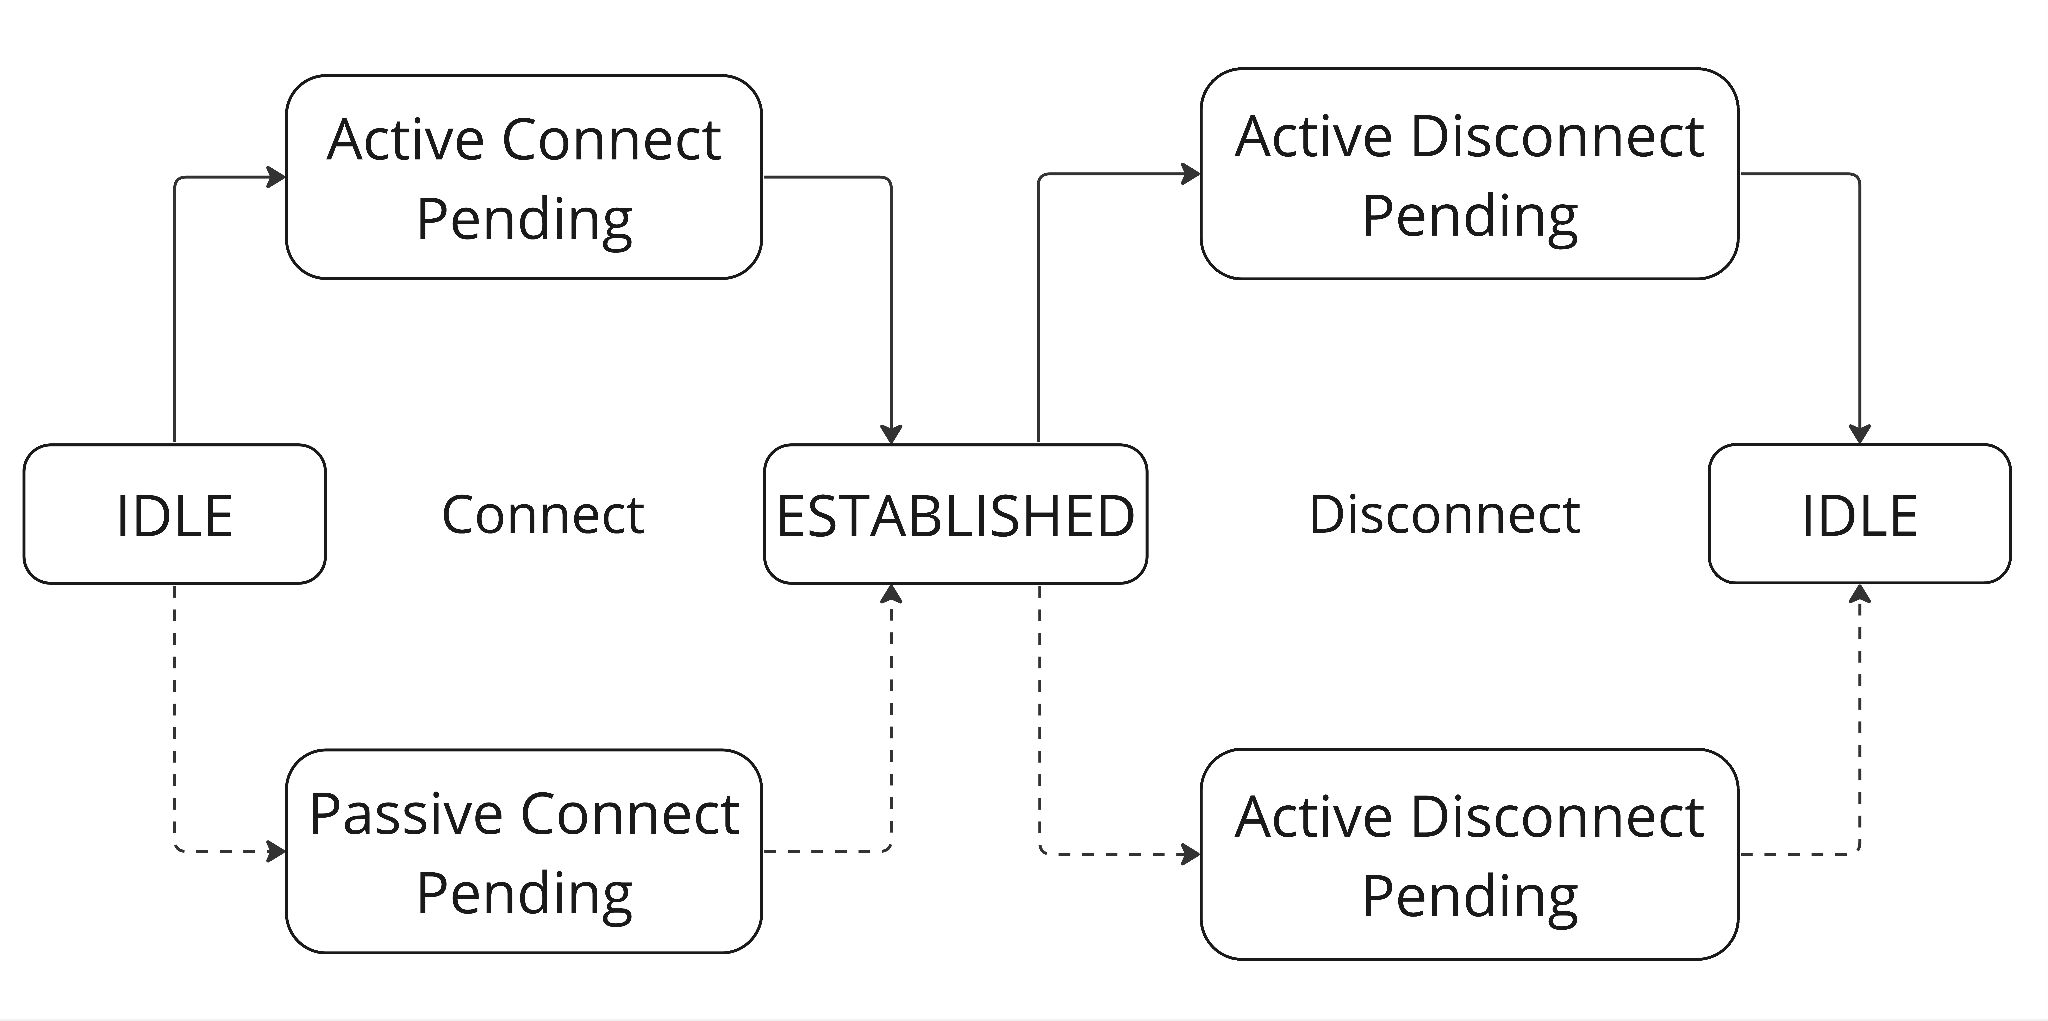 Active Connect
Pending
Active Disconnect
Pending
IDLE
Connect
ESTABLISHED
Disconnect
IDLE
Passive Connect
Pending
Active Disconnect
Pending